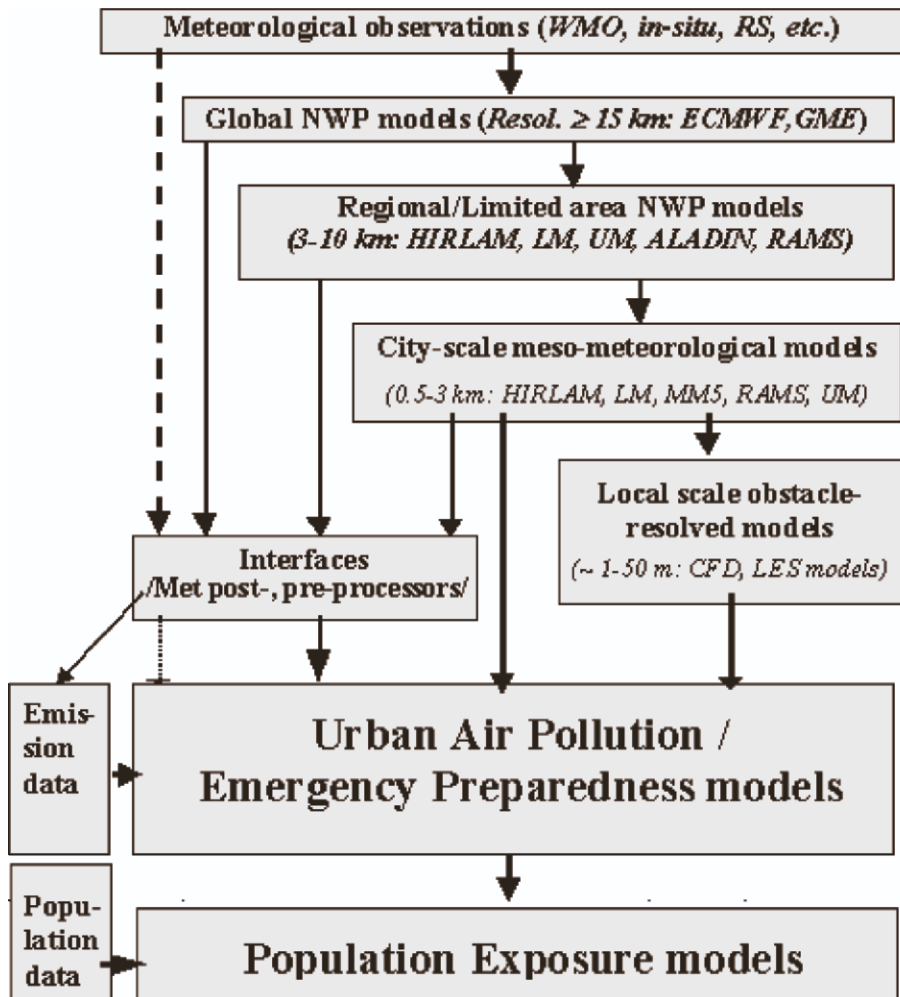 Meteorological observations (WMO, in-situ, RS, etc.)
Global NWP models (Resol. ≥ 15 km: ECMWF, GME)
Regional/Limited area NWP models
(3-10 km: HIRLAM, LM, UM, ALADIN, RAMS)
City-scale meso-meteorological models
(0.5-3 km: HIRLAM, LM, MM5, RAMS, UM)
Local scale obstacle-
resolved models
(~ 1-50 m: CFD, LES models)
Interfaces
/Met post-, pre-processors/
Emis-
sion
data
Urban Air Pollution /
Emergency Preparedness models
Popu-
lation
data
Population Exposure models